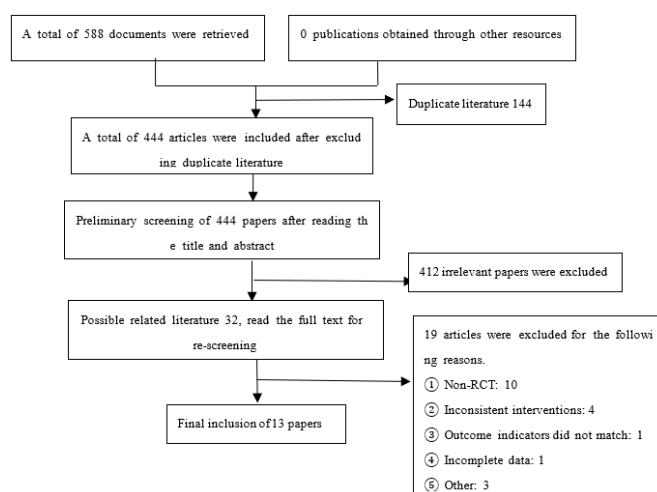 A total of 588 documents were retrieved
0 publications obtained through other resources
Duplicate literature 144
A total of 444 articles were included after exclud
ing duplicate literature
Preliminary screening of 444 papers after reading th
e title and abstract
412 irrelevant papers were excluded
Possible related literature 32, read the full text for
re-screening
19 articles were excluded for the followi
ng reasons.
① Non-RCT: 10
② Inconsistent interventions: 4
③ Outcome indicators did not match: 1
④ Incomplete data: 1
⑤ Other: 3
Final inclusion of 13 papers